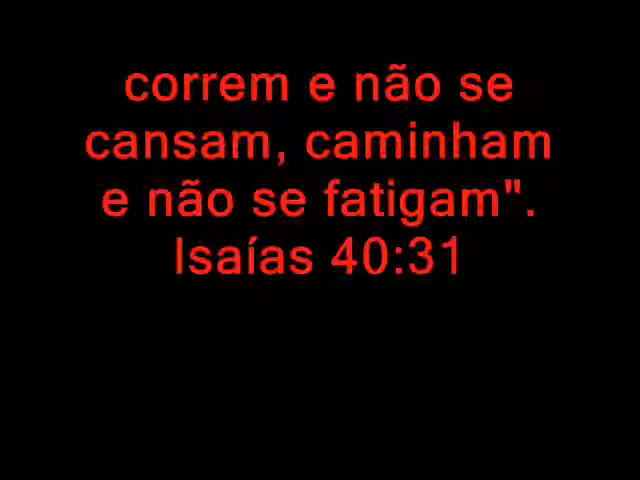 correm e não se
cansam, caminham
e não se fatigam".
Isaías 40:31